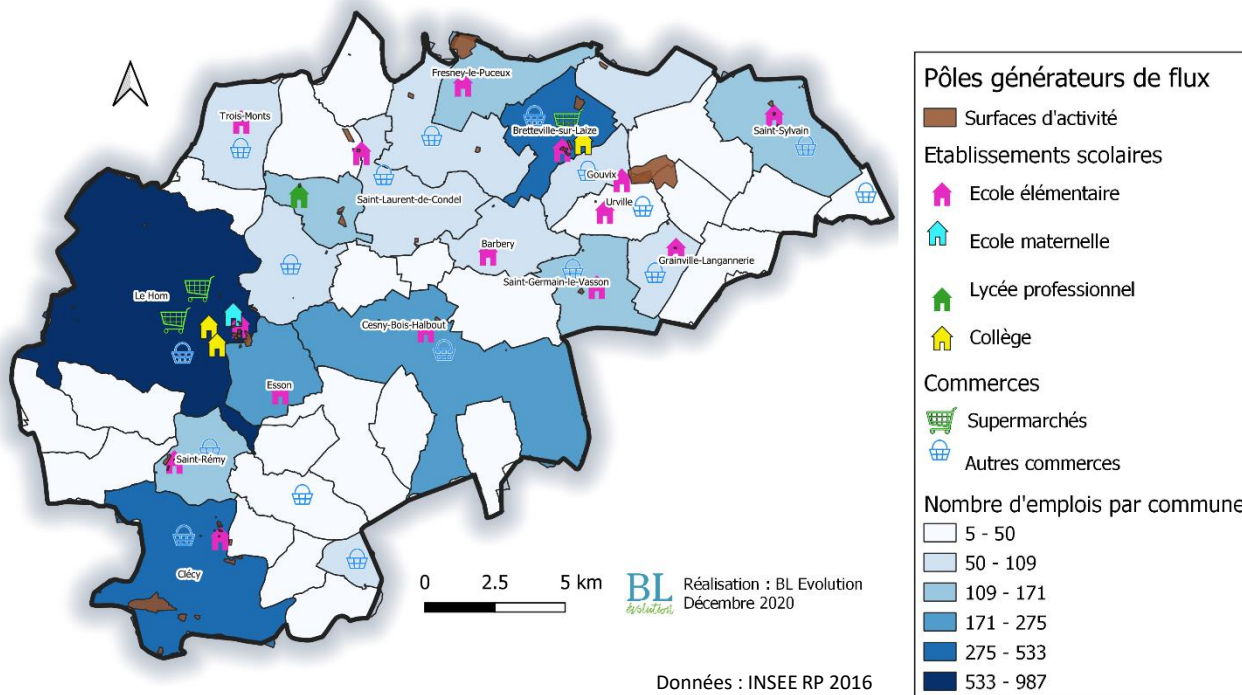 Fresney-le-Puceux
Trois-Monts
Bretteville-sur-Laize
Saint-Sylvain
Gouvix
Saint-Laurent-de-Condel
Urville
Barbery
Grainville-Langannerie
Saint-Germain-le-Vasson
Le Hom
Cesny-Bois-Halbout
Esson
Saint-Rémy
Clécy
0 2.5 5 km
BL
évolution
Réalisation : BL Evolution
Décembre 2020
Données : INSEE RP 2016
Pôles générateurs de flux
Surfaces d'activité
Etablissements scolaires
Ecole élémentaire
Ecole maternelle
Lycée professionnel
Collège
Commerces
Supermarchés
Autres commerces
Nombre d'emplois par commune
5 - 50
50 - 109
109 - 171
171 - 275
275 - 533
533 - 987